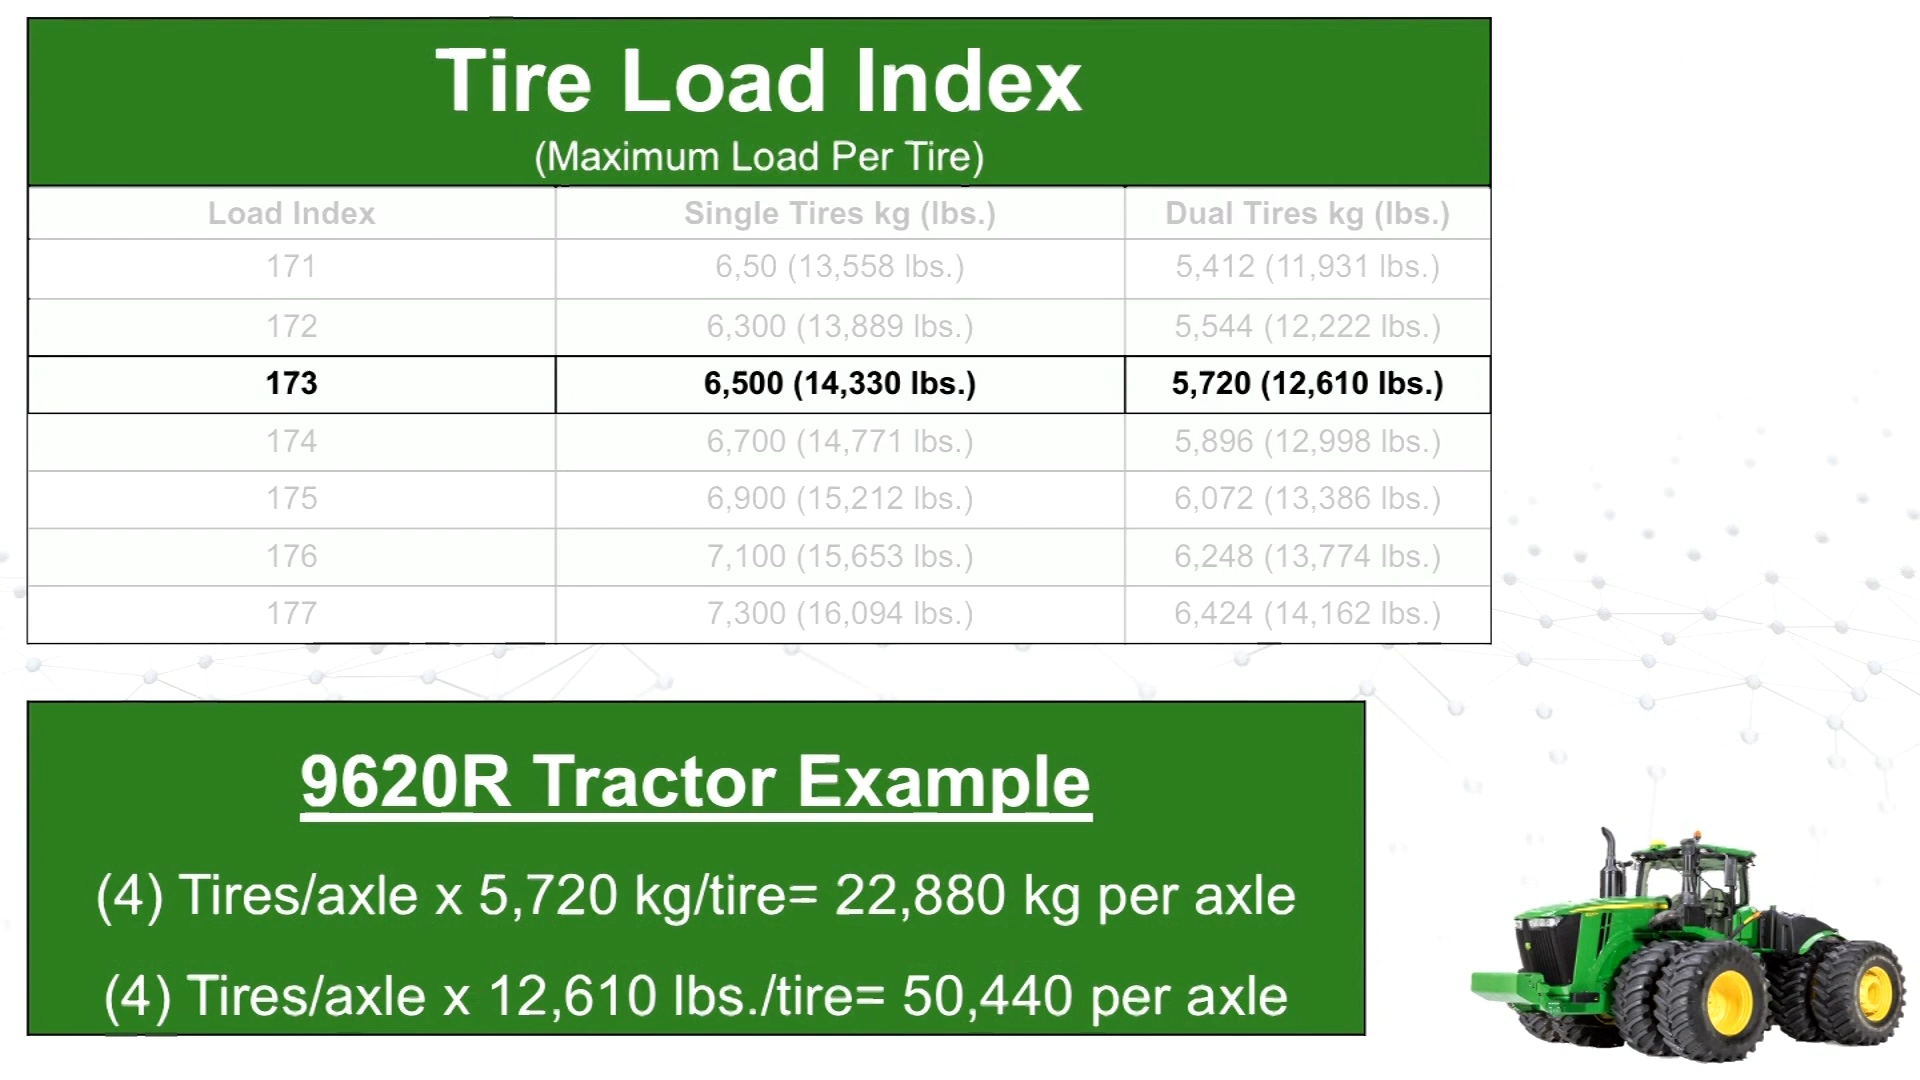 Tire Load Index
(Maximum Load Per Tire)
Load Index Single Tires kg (lbs.) Dual Tires kg (lbs.)
171 6,50 (13,558 lbs.) 5,412 (11,931 lbs.)
172 6,300 (13,889 lbs.) 5,544 (12,222 lbs.)
173 6,500 (14,330 lbs.) 5,720 (12,610 lbs.)
174 6,700 (14,771 lbs.) 5,896 (12,998 lbs.)
175 6,900 (15,212 lbs.) 6,072 (13,386 lbs.)
176 7,100 (15,653 lbs.) 6,248 (13,774 lbs.)
177 7,300 (16,094 lbs.) 6,424 (14,162 lbs.)
9620R Tractor Example
(4) Tires/axle x 5,720 kg/tire= 22,880 kg per axle
(4) Tires/axle x 12,610 lbs./tire= 50,440 per axle